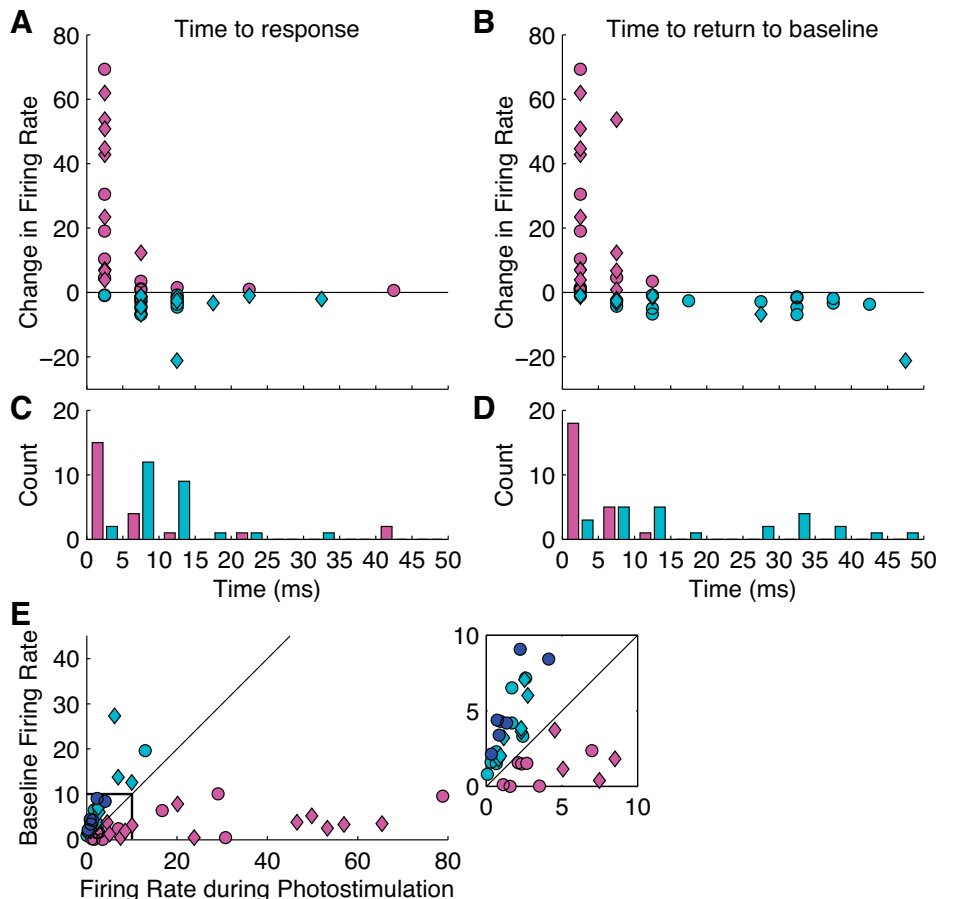 A Time to response
Change in Firing Rate
80
60
40
20
0
−20
B Time to return to baseline
Change in Firing Rate
80
60
40
20
0
−20
C
Count
20
10
0
0 5 10 15 20 25 30 35 40 45 50
Time (ms)
D
Count
20
10
0
0 5 10 15 20 25 30 35 40 45 50
Time (ms)
E
Baseline Firing Rate
40
30
20
10
0
0 20 40 60 80
Firing Rate during Photostimulation
10
5
0
0 5 10